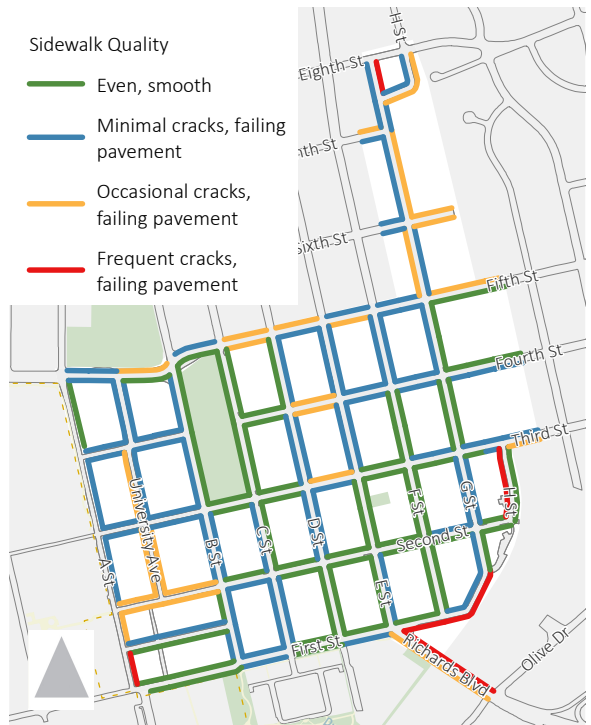 Sidewalk Quality
Even, smooth
Minimal cracks, failing
pavement
Occasional cracks,
failing pavement
Frequent cracks,
failing pavement
H St
Eighth St
nth St
Sixth St
Fifth St
Fourth St
Third St
University Ave
A St
B St
C St
D St
E St
F St
G St
H St
Second St
First St
Richards Blvd
Olive Dr